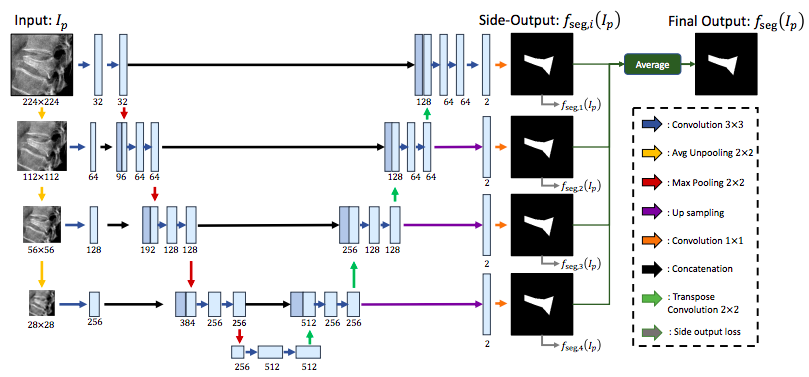 Input: I_p
Side-Output: f_seg,i(I_p)
Final Output: f_seg(I_p)
224×224
32
32
128
64
64
2
f_seg,1(I_p)
Average
112×112
64
96
64
64
128
64
64
2
f_seg,2(I_p)
56×56
128
192
128
128
256
128
128
2
f_seg,3(I_p)
28×28
256
384
256
256
512
256
256
2
f_seg,4(I_p)
256
512
512
: Convolution 3×3
: Avg Unpooling 2×2
: Max Pooling 2×2
: Up sampling
: Convolution 1×1
: Concatenation
: Transpose
Convolution 2×2
: Side output loss